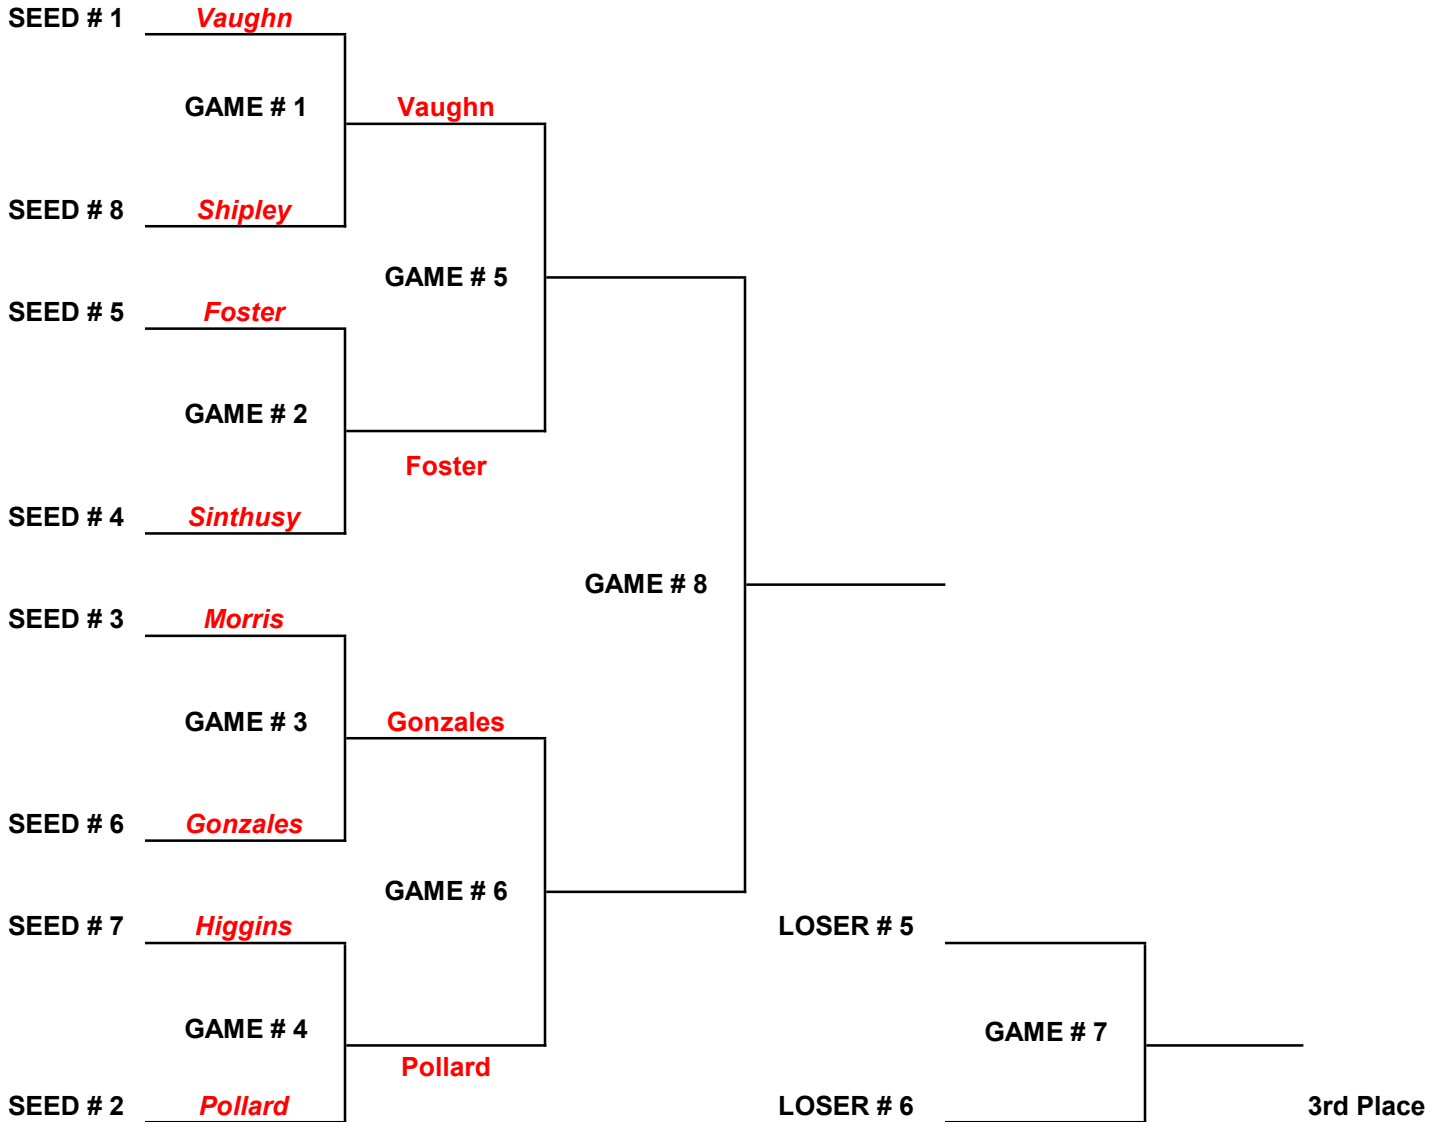 SEED # 1 Vaughn
GAME # 1 Vaughn
SEED # 8 Shipley
GAME # 5
SEED # 5 Foster
GAME # 2
Foster
SEED # 4 Sinthusy
GAME # 8
SEED # 3 Morris
GAME # 3 Gonzales
SEED # 6 Gonzales
GAME # 6
SEED # 7 Higgins LOSER # 5
GAME # 4 GAME # 7
Pollard
SEED # 2 Pollard LOSER # 6 3rd Place